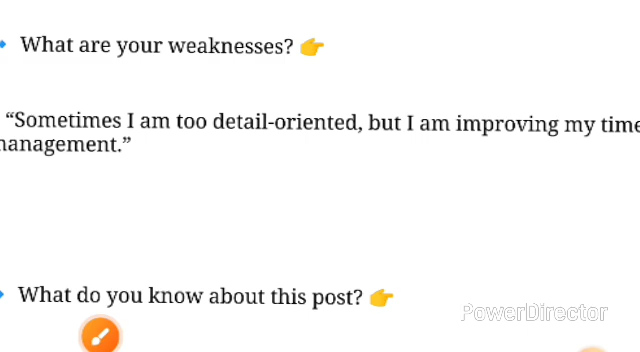 What are your weaknesses? 👉
“Sometimes I am too detail-oriented, but I am improving my time
management.”
What do you know about this post? 👉
PowerDirector